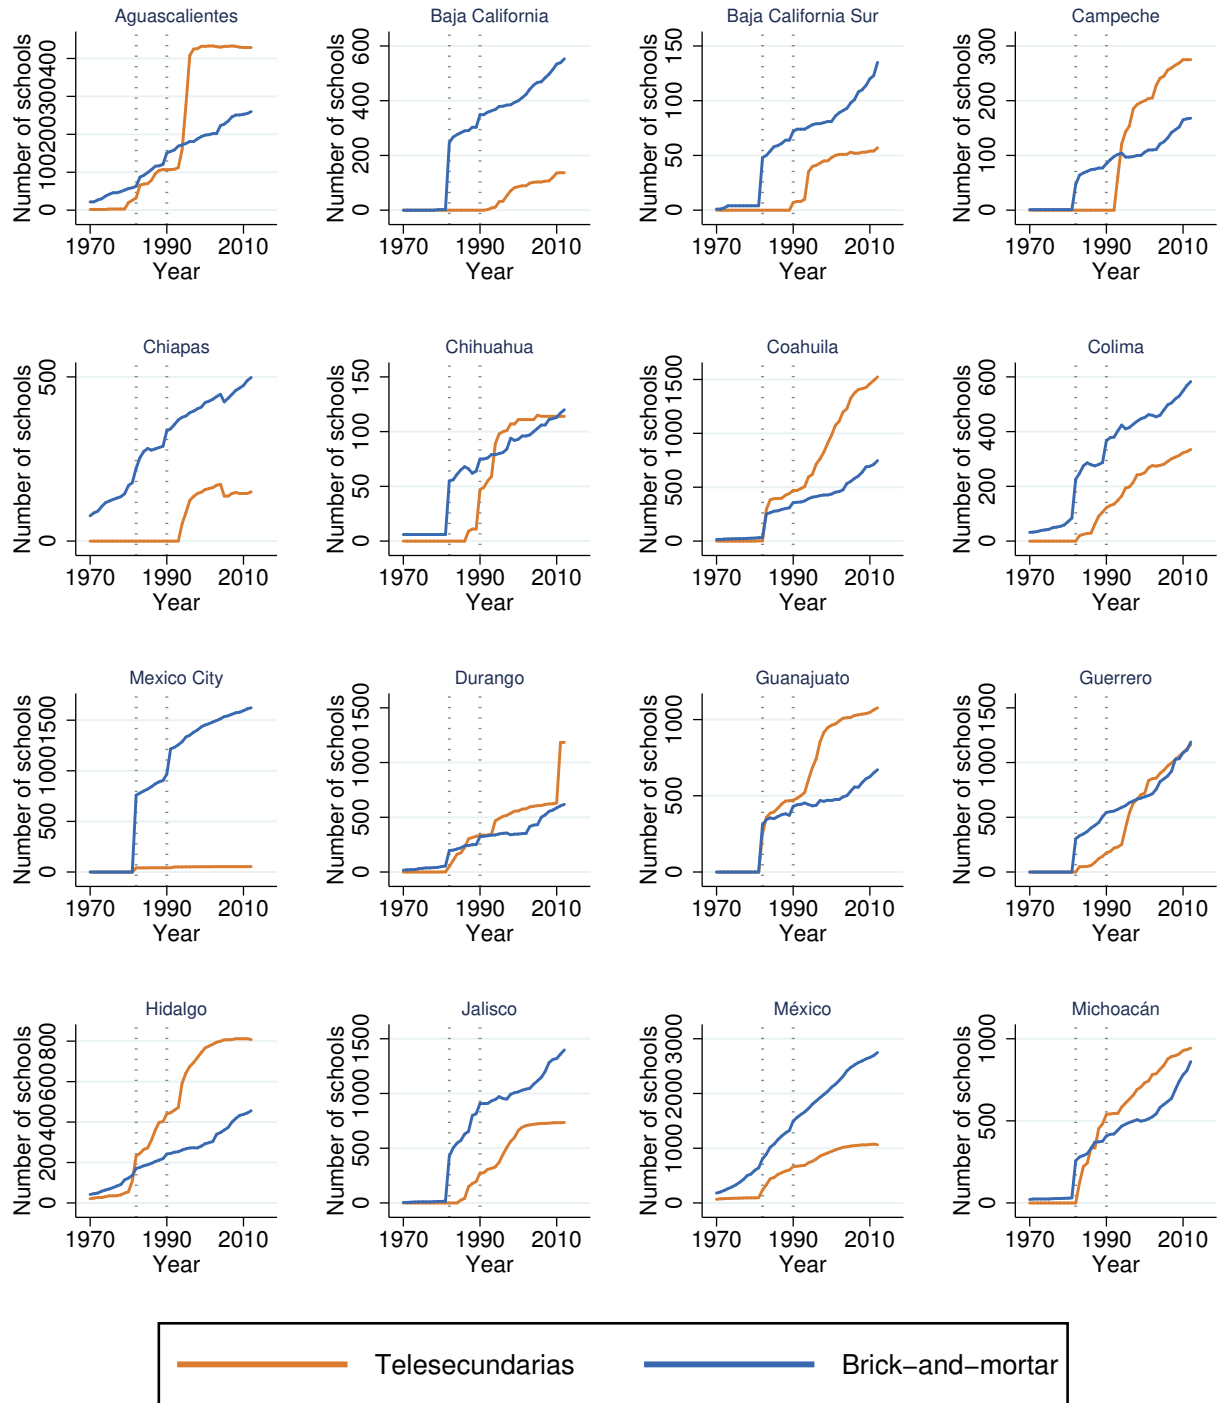 Aguascalientes
Number of schools
0 100 200 300 400
1970 1990 2010
Year
Baja California
Number of schools
0 200 400 600
1970 1990 2010
Year
Baja California Sur
Number of schools
0 50 100 150
1970 1990 2010
Year
Campeche
Number of schools
0 100 200 300
1970 1990 2010
Year
Chiapas
Number of schools
0 500
1970 1990 2010
Year
Chihuahua
Number of schools
0 50 100 150
1970 1990 2010
Year
Coahuila
Number of schools
0 500 1000 1500
1970 1990 2010
Year
Colima
Number of schools
0 200 400 600
1970 1990 2010
Year
Mexico City
Number of schools
0 500 1000 1500
1970 1990 2010
Year
Durango
Number of schools
0 500 1000 1500
1970 1990 2010
Year
Guanajuato
Number of schools
0 500 1000
1970 1990 2010
Year
Guerrero
Number of schools
0 500 1000 1500
1970 1990 2010
Year
Hidalgo
Number of schools
0 200 400 600 800
1970 1990 2010
Year
Jalisco
Number of schools
0 500 1000 1500
1970 1990 2010
Year
México
Number of schools
0 1000 2000 3000
1970 1990 2010
Year
Michoacán
Number of schools
0 500 1000
1970 1990 2010
Year
Telesecundarias
Brick−and−mortar